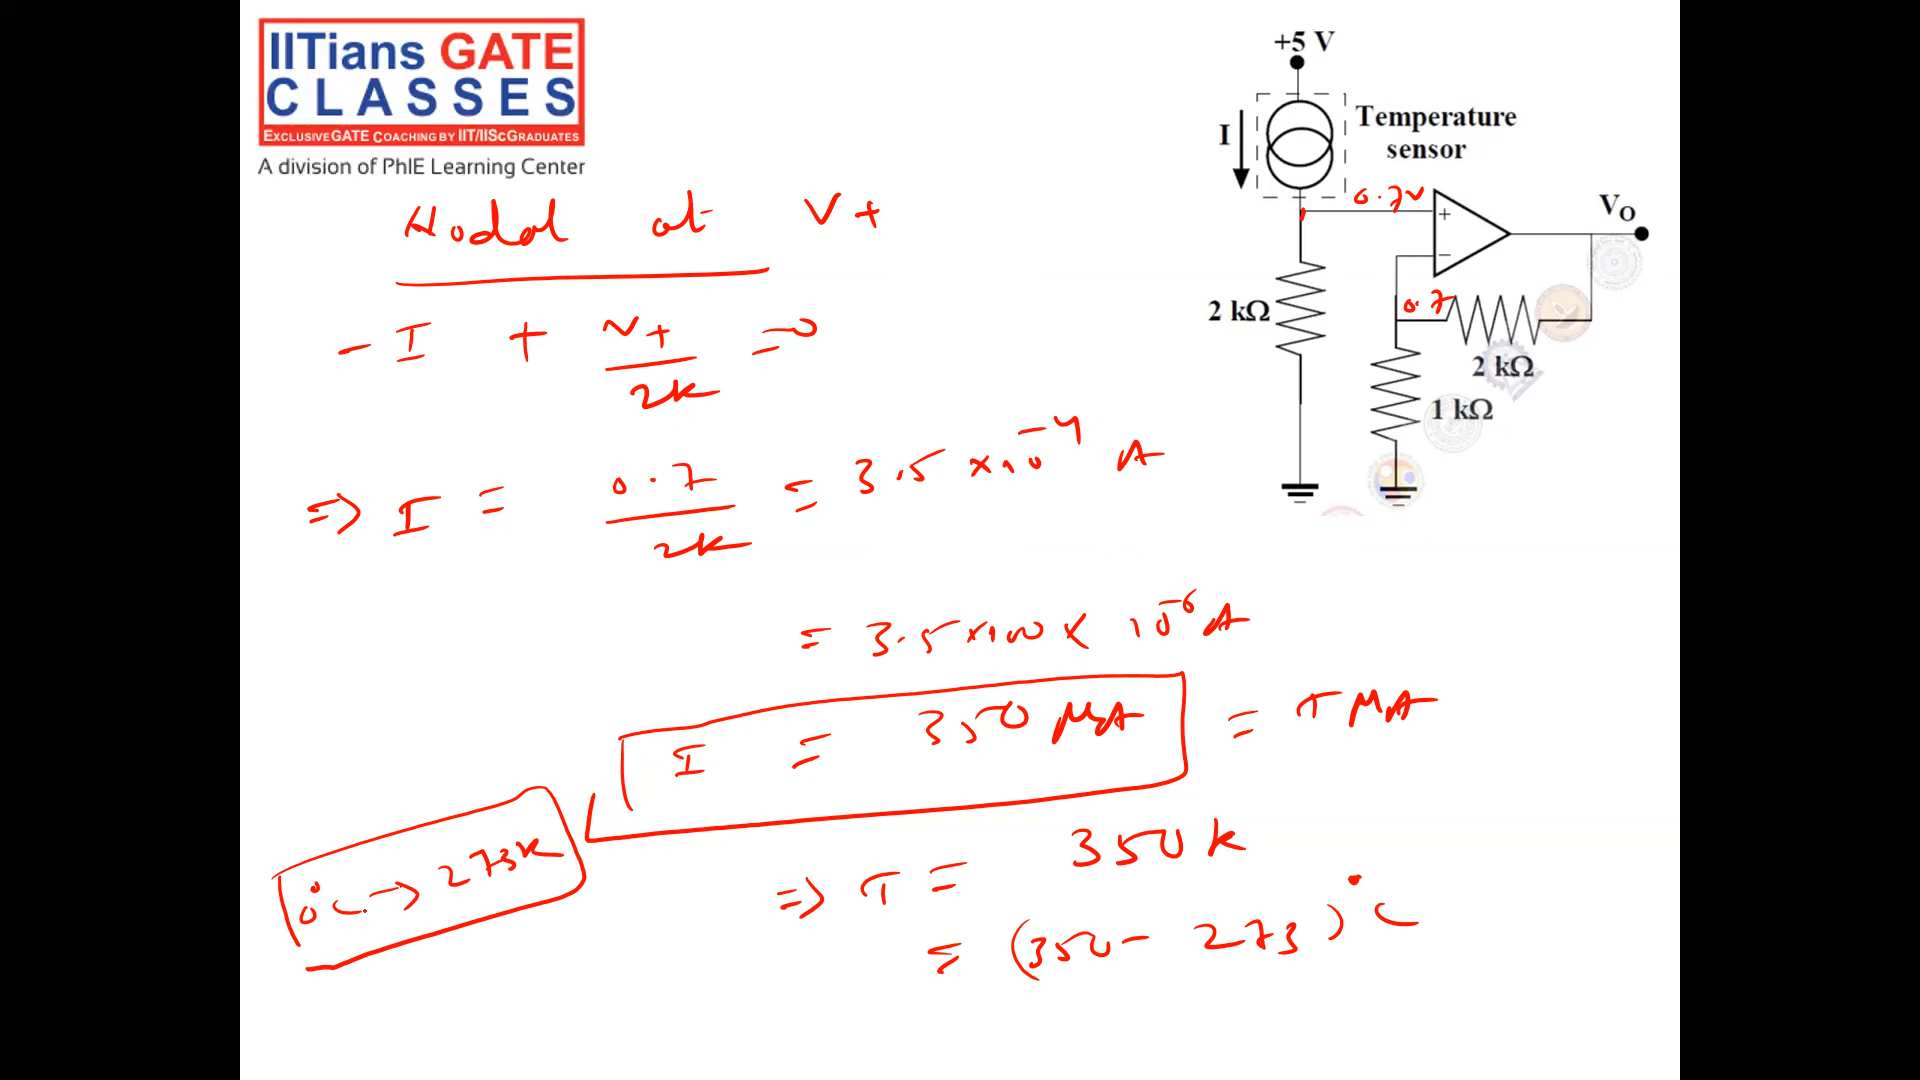 IITians GATE
CLASSES
EXCLUSIVE GATE COACHING BY IIT/IISc GRADUATES
A division of PhIE Learning Center
+5 V
I
Temperature
sensor
0.7V
+
Vo
−
0.7
2 kΩ
2 kΩ
1 kΩ
Nodal at V+
- I + V+/2k = 0
⇒ I = 0.7/2k = 3.5 × 10^-4 A
= 3.5 × 100 × 10^-6 A
I = 350 μA = T μA
0°C → 273K
⇒ T = 350 K
= (350 - 273)°C